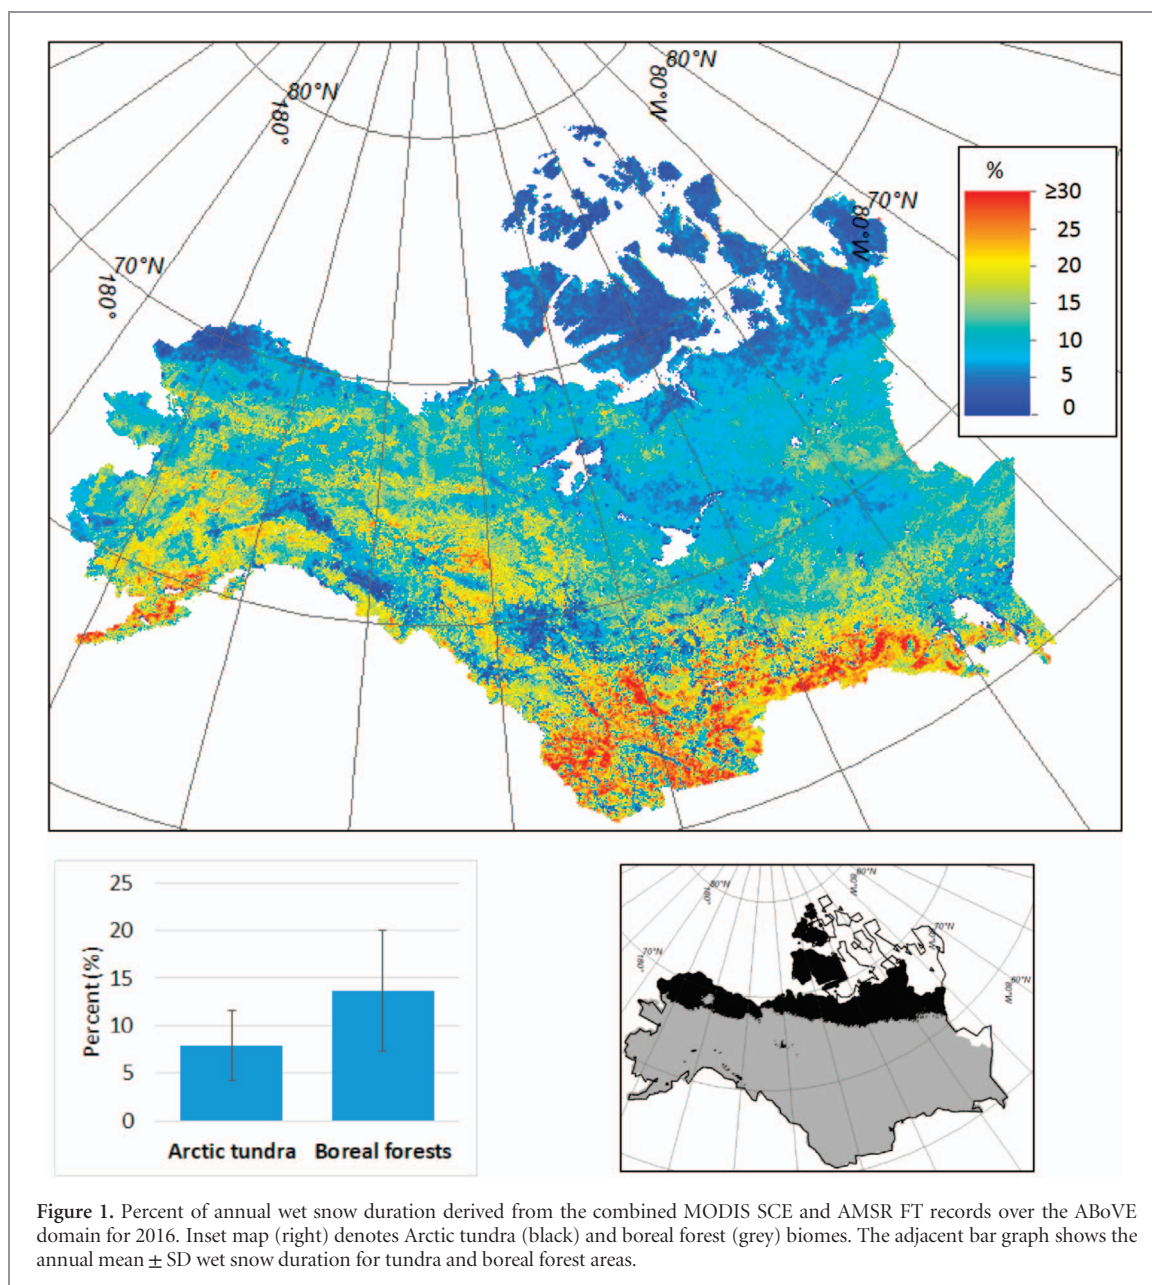 80°N
80°N
180°
80°W
%
≥30
25
20
15
10
5
0
70°N
80°W
70°N
180°
25
20
15
10
5
0
Percent (%)
Arctic tundra Boreal forests
80°N
80°N
180°
80°W
70°N
80°W
70°N
180°
60°N
80°W
Figure 1. Percent of annual wet snow duration derived from the combined MODIS SCE and AMSR FT records over the ABoVE
domain for 2016. Inset map (right) denotes Arctic tundra (black) and boreal forest (grey) biomes. The adjacent bar graph shows the
annual mean ± SD wet snow duration for tundra and boreal forest areas.